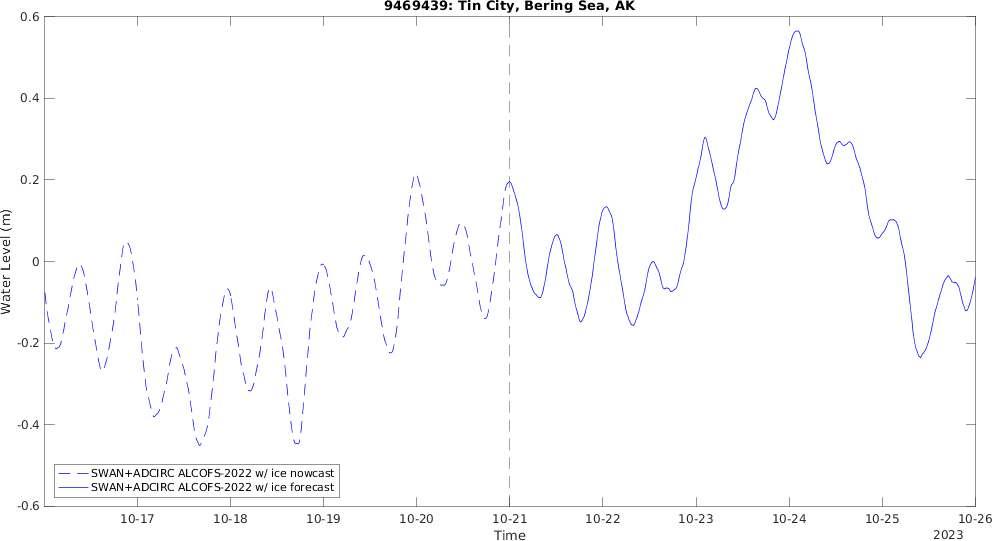 9469439: Tin City, Bering Sea, AK
0.6
0.4
0.2
0
-0.2
-0.4
-0.6
Water Level (m)
SWAN+ADCIRC ALCOFS-2022 w/ ice nowcast
SWAN+ADCIRC ALCOFS-2022 w/ ice forecast
10-17 10-18 10-19 10-20 10-21 10-22 10-23 10-24 10-25 10-26
Time
2023